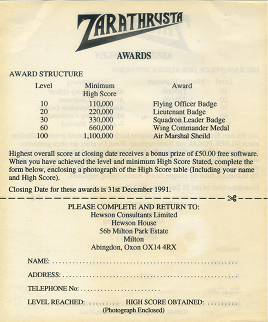 ZARATHRUSTA
AWARDS
AWARD STRUCTURE
Level Minimum High Score Award
10 110,000 Flying Officer Badge
20 220,000 Lieutenant Badge
30 330,000 Squadron Leader Badge
60 660,000 Wing Commander Medal
100 1,100,000 Air Marshal Sheild
Highest overall score at closing date receives a bonus prize of £50.00 free software.
When you have achieved the level and minimum High Score Stated, complete the
form below, enclosing a photograph of the High Score table (Including your name
and High Score).
Closing Date for these awards is 31st December 1991.
PLEASE COMPLETE AND RETURN TO:
Hewson Consultants Limited
Hewson House
56b Milton Park Estate
Milton
Abingdon, Oxon OX14 4RX
NAME:
ADDRESS:
TELEPHONE No:
LEVEL REACHED: HIGH SCORE OBTAINED:
(Photograph Enclosed)